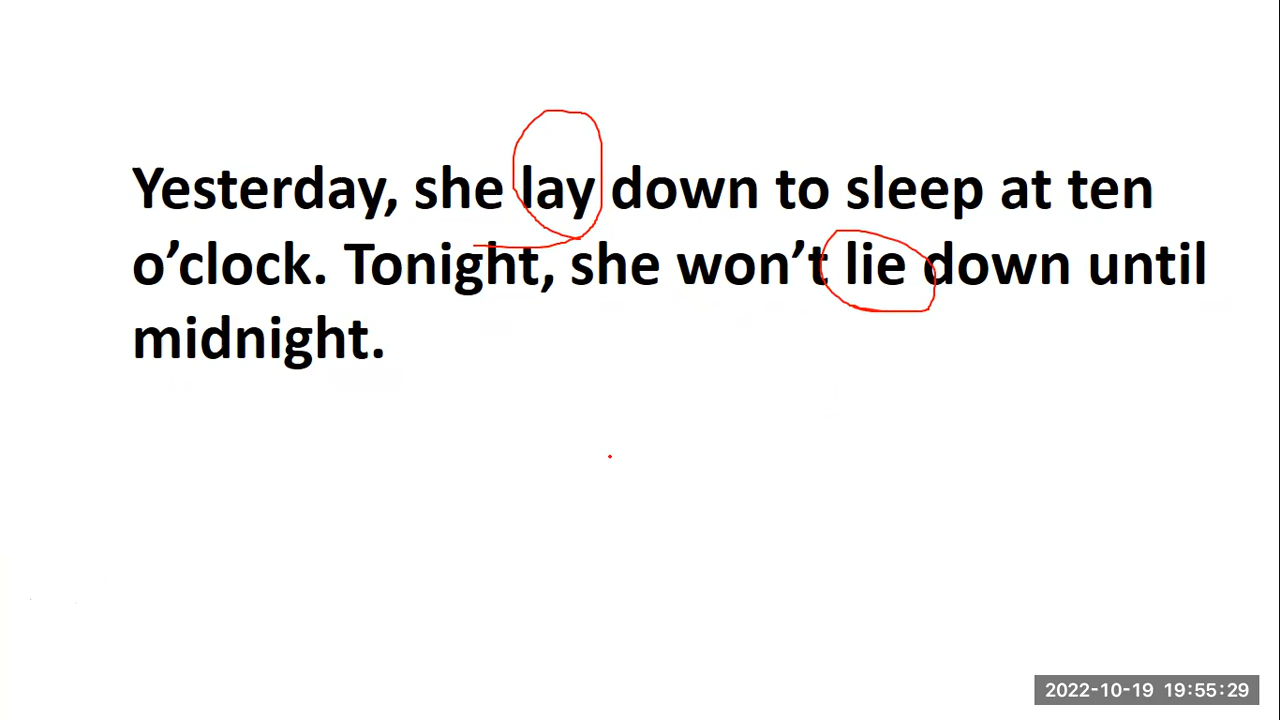 Yesterday, she lay down to sleep at ten
o’clock. Tonight, she won’t lie down until
midnight.
2022-10-19 19:55:29